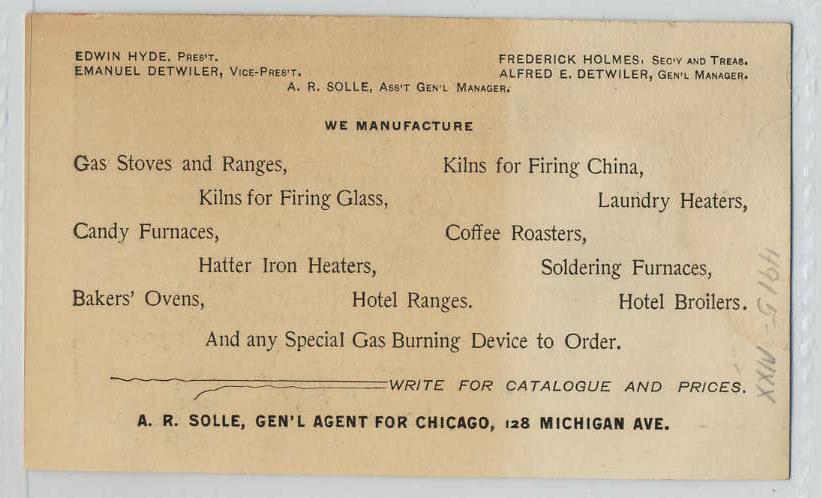 EDWIN HYDE, PRES'T.
FREDERICK HOLMES, SEC'Y AND TREAS.
EMANUEL DETWILER, VICE-PRES'T.
ALFRED E. DETWILER, GEN'L MANAGER.
A. R. SOLLE, ASS'T GEN'L MANAGER.
WE MANUFACTURE
Gas Stoves and Ranges, Kilns for Firing China,
Kilns for Firing Glass, Laundry Heaters,
Candy Furnaces, Coffee Roasters,
Hatter Iron Heaters, Soldering Furnaces,
Bakers' Ovens, Hotel Ranges. Hotel Broilers.
And any Special Gas Burning Device to Order.
WRITE FOR CATALOGUE AND PRICES.
A. R. SOLLE, GEN'L AGENT FOR CHICAGO, 128 MICHIGAN AVE.